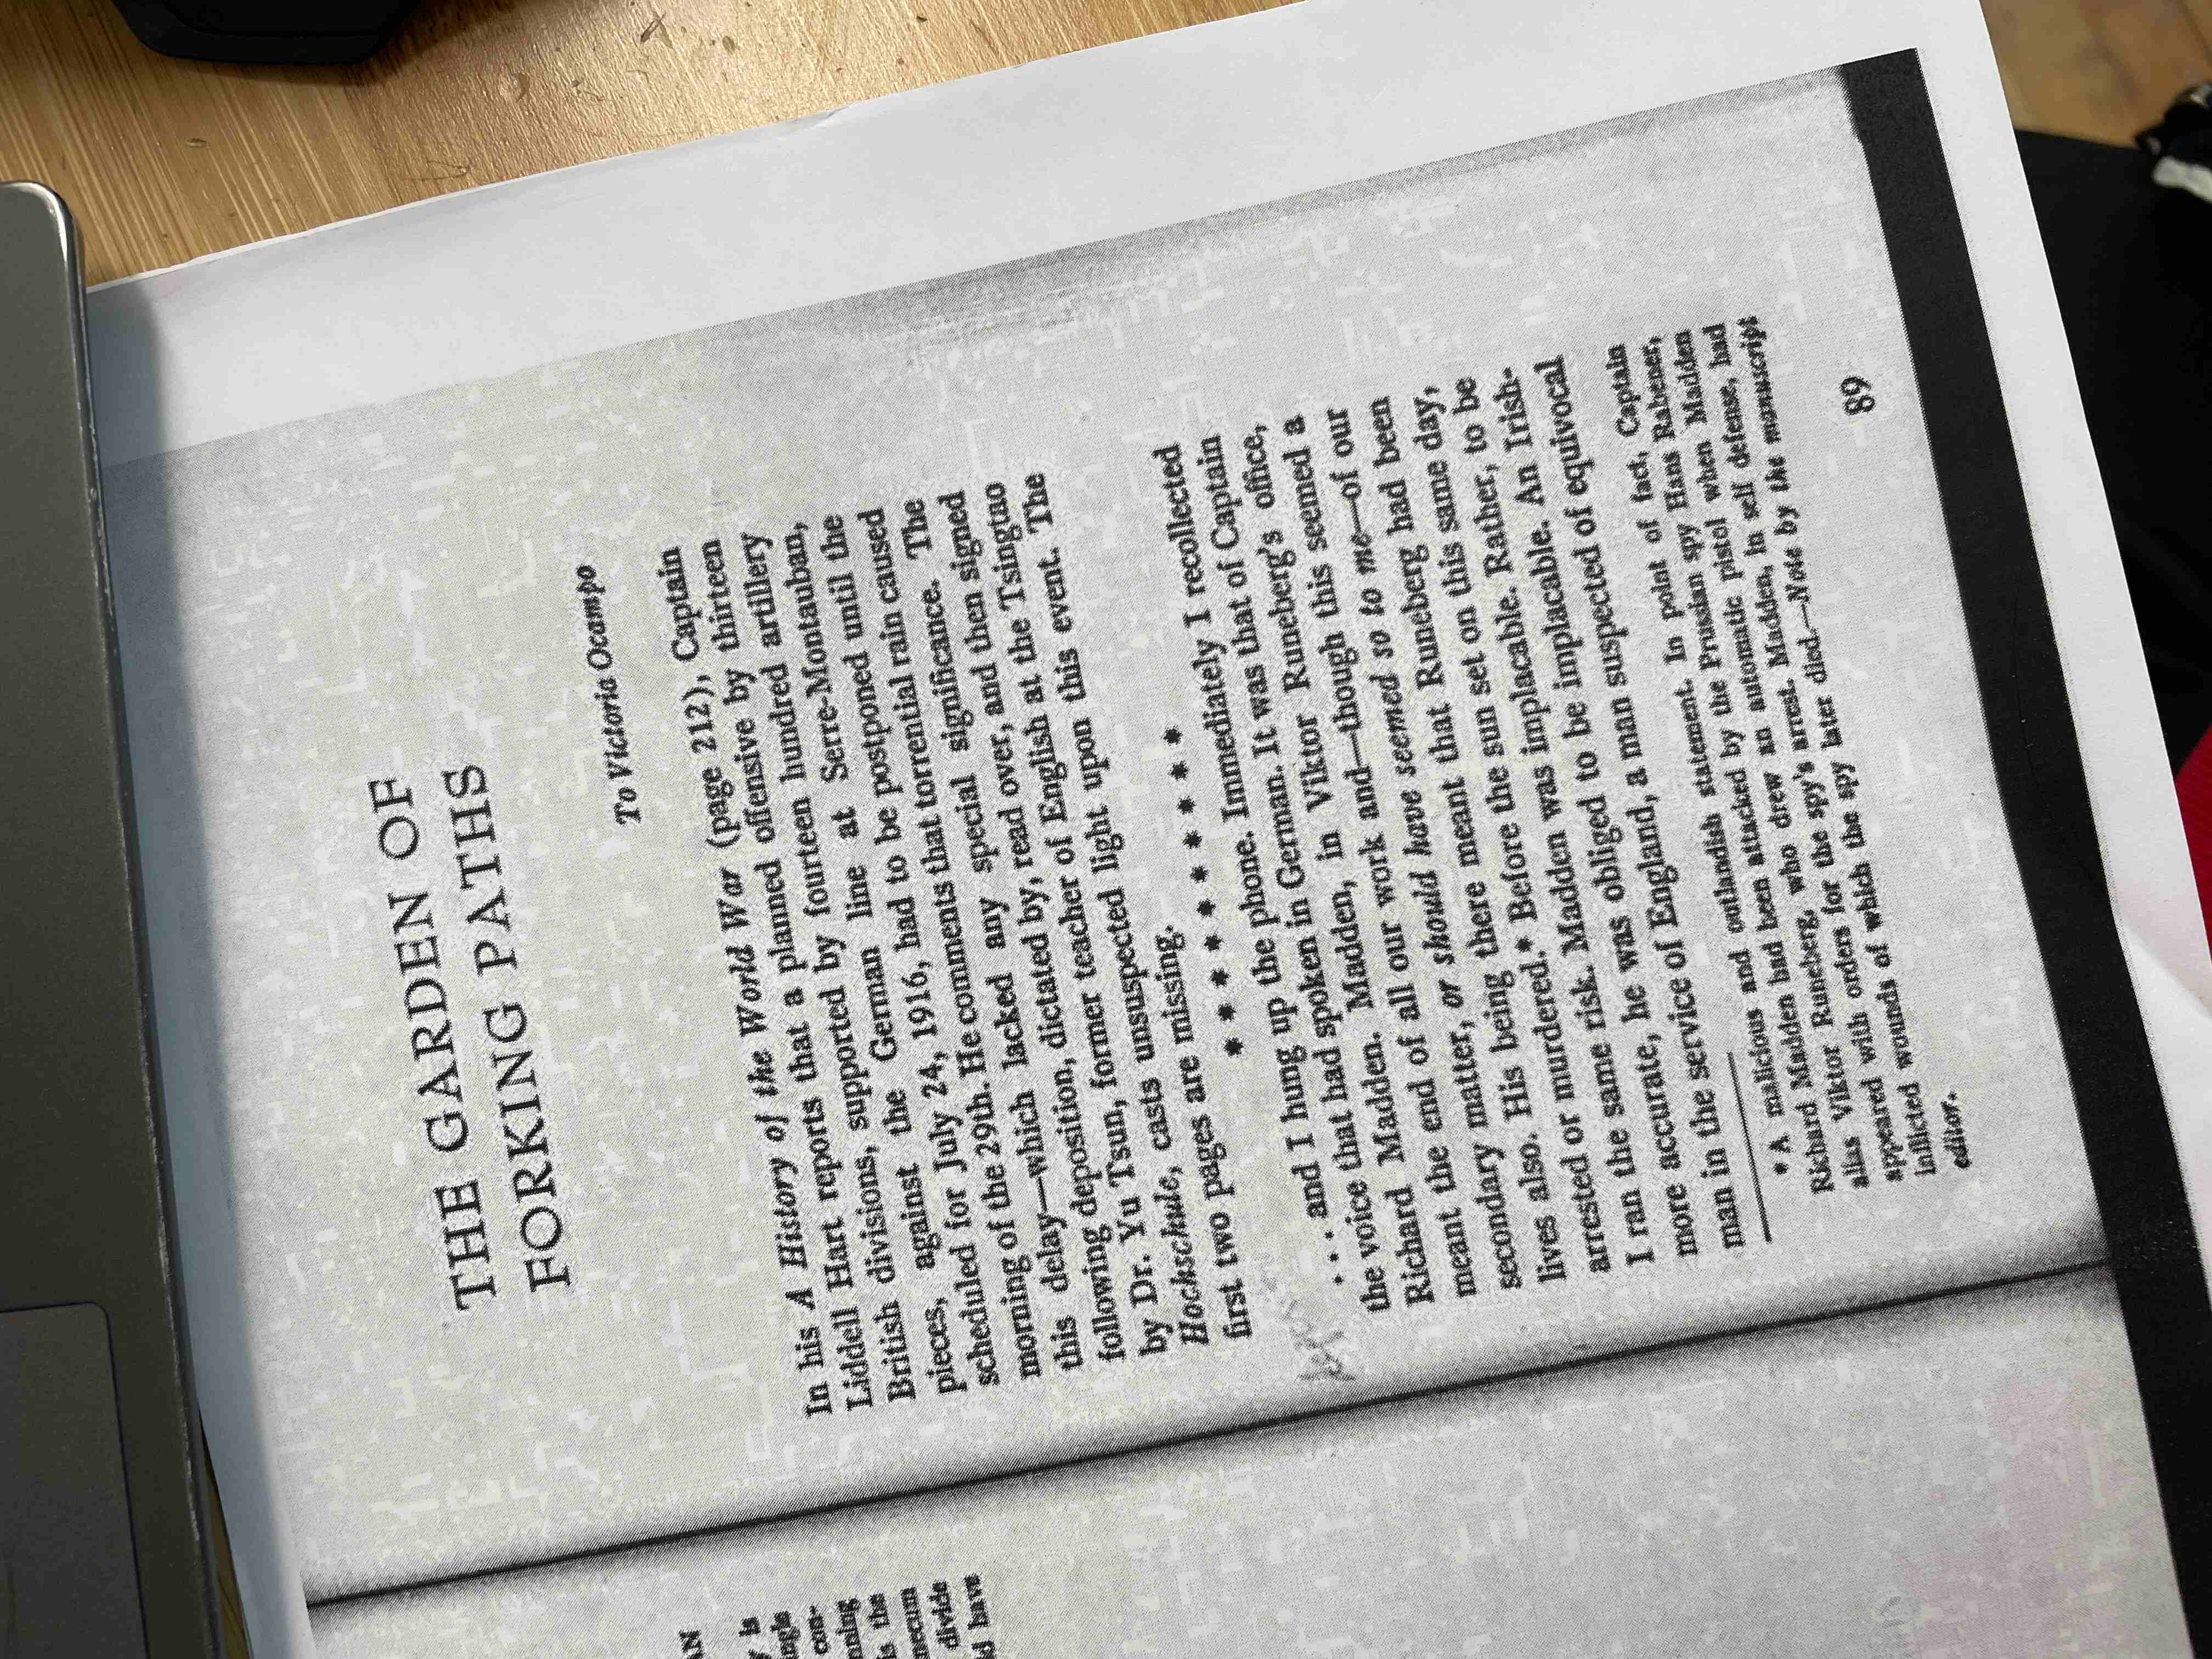 THE GARDEN OF
FORKING PATHS
To Victoria Ocampo
In his A History of the World War (page 212), Captain
Liddell Hart reports that a planned offensive by thirteen
British divisions, supported by fourteen hundred artillery
pieces, against the German line at Serre-Montauban,
scheduled for July 24, 1916, had to be postponed until the
morning of the 29th. He comments that torrential rain caused
this delay—which lacked any special significance. The
following deposition, dictated by, read over, and then signed
by Dr. Yu Tsun, former teacher of English at the Tsingtao
Hochschule, casts unsuspected light upon this event. The
first two pages are missing.
* * * * * * * * * *
. . . and I hung up the phone. Immediately I recollected
the voice that had spoken in German. It was that of Captain
Richard Madden. Madden, in Viktor Runeberg's office,
meant the end of all our work and—though this seemed a
secondary matter, or should have seemed so to me—of our
lives also. His being there meant that Runeberg had been
arrested or murdered.* Before the sun set on this same day,
I ran the same risk. Madden was implacable. Rather, to be
more accurate, he was obliged to be implacable. An Irish-
man in the service of England, a man suspected of equivocal
* A malicious and outlandish statement. In point of fact, Captain
Richard Madden had been attacked by the Prussian spy Hans Rabener,
alias Viktor Runeberg, who drew an automatic pistol when Madden
appeared with orders for the spy's arrest. Madden, in self defense, had
inflicted wounds of which the spy later died.—Note by the manuscript
editor.
89
AN
y is
ingle
con-
oning
is the
mecum
divide
ld have